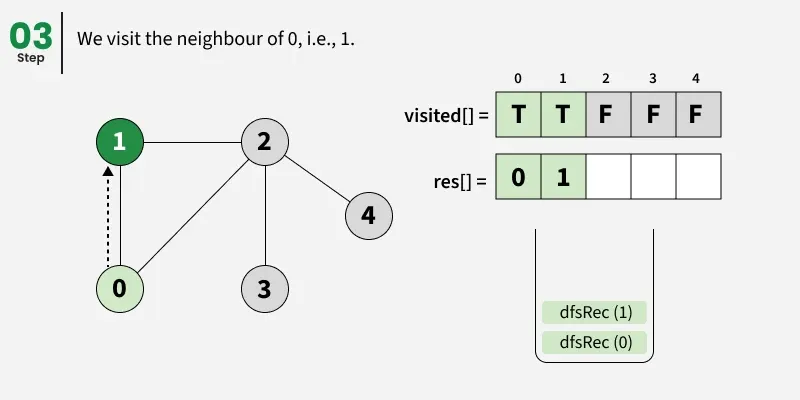 03
Step
We visit the neighbour of 0, i.e., 1.
0 1 2 3 4
visited[] = T T F F F
res[] = 0 1
1 2
4
0 3
dfsRec (1)
dfsRec (0)